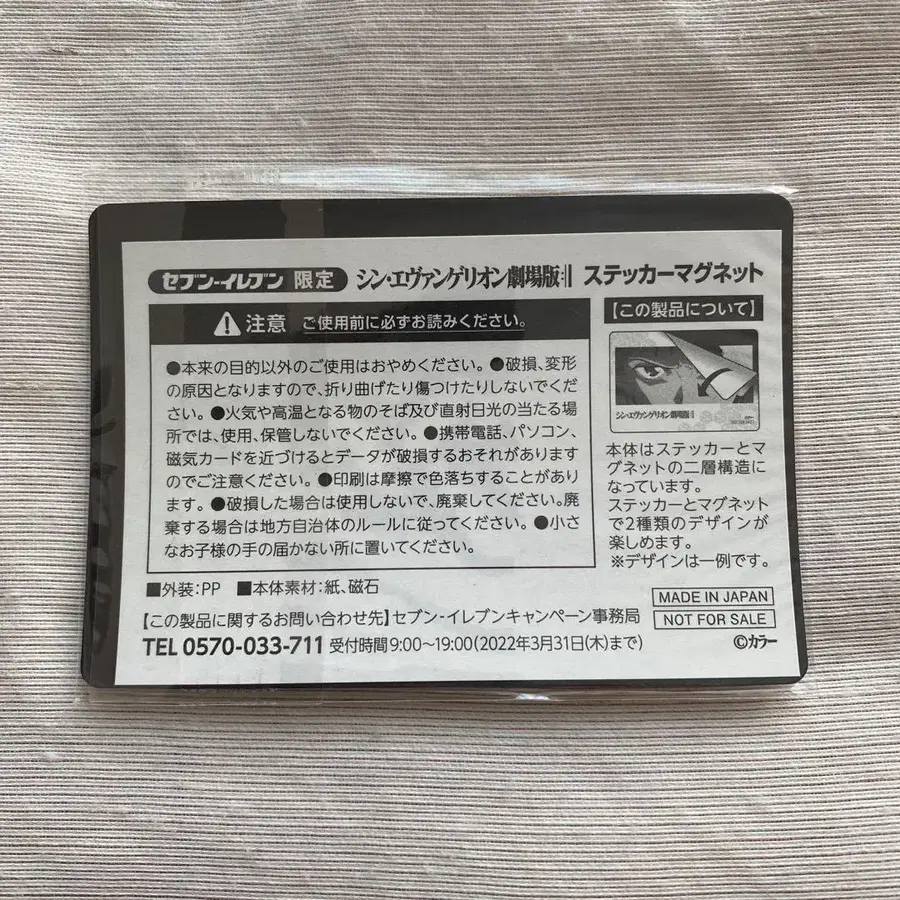 セブン-イレブン 限定 シン・エヴァンゲリオン劇場版:|| ステッカーマグネット
注意 ご使用前に必ずお読みください。
●本来の目的以外のご使用はおやめください。●破損、変形
の原因となりますので、折り曲げたり傷つけたりしないでくだ
さい。●火気や高温となる物のそば及び直射日光の当たる場
所では、使用、保管しないでください。●携帯電話、パソコン、
磁気カードを近づけるとデータが破損するおそれがあります
のでご注意ください。●印刷は摩擦で色落ちすることがあり
ます。●破損した場合は使用しないで、廃棄してください。廃
棄する場合は地方自治体のルールに従ってください。●小さ
なお子様の手の届かない所に置いてください。
【この製品について】
シン・エヴァンゲリオン劇場版
本体はステッカーとマ
グネットの二層構造に
なっています。
ステッカーとマグネット
で2種類のデザインが
楽しめます。
※デザインは一例です。
■外装:PP ■本体素材:紙、磁石
MADE IN JAPAN
NOT FOR SALE
【この製品に関するお問い合わせ先】セブン-イレブンキャンペーン事務局
TEL 0570-033-711 受付時間9:00～19:00(2022年3月31日(木)まで)
©カラー